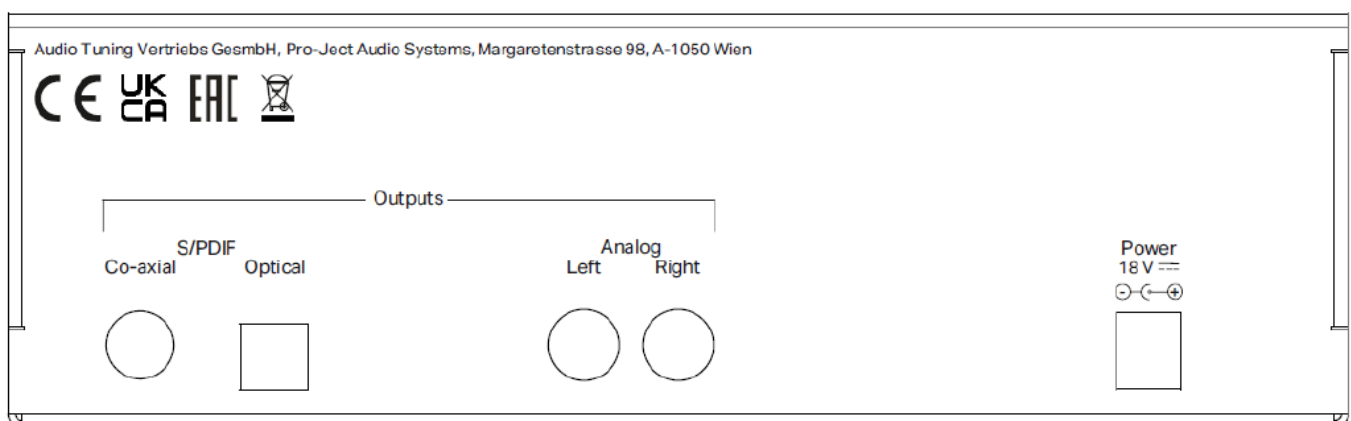 Audio Tuning Vertriebs GesmbH, Pro-Ject Audio Systems, Margaretenstrasse 98, A-1050 Wien
CE UK CA EAC
Outputs
S/PDIF Analog Power
Co-axial Optical Left Right 18 V